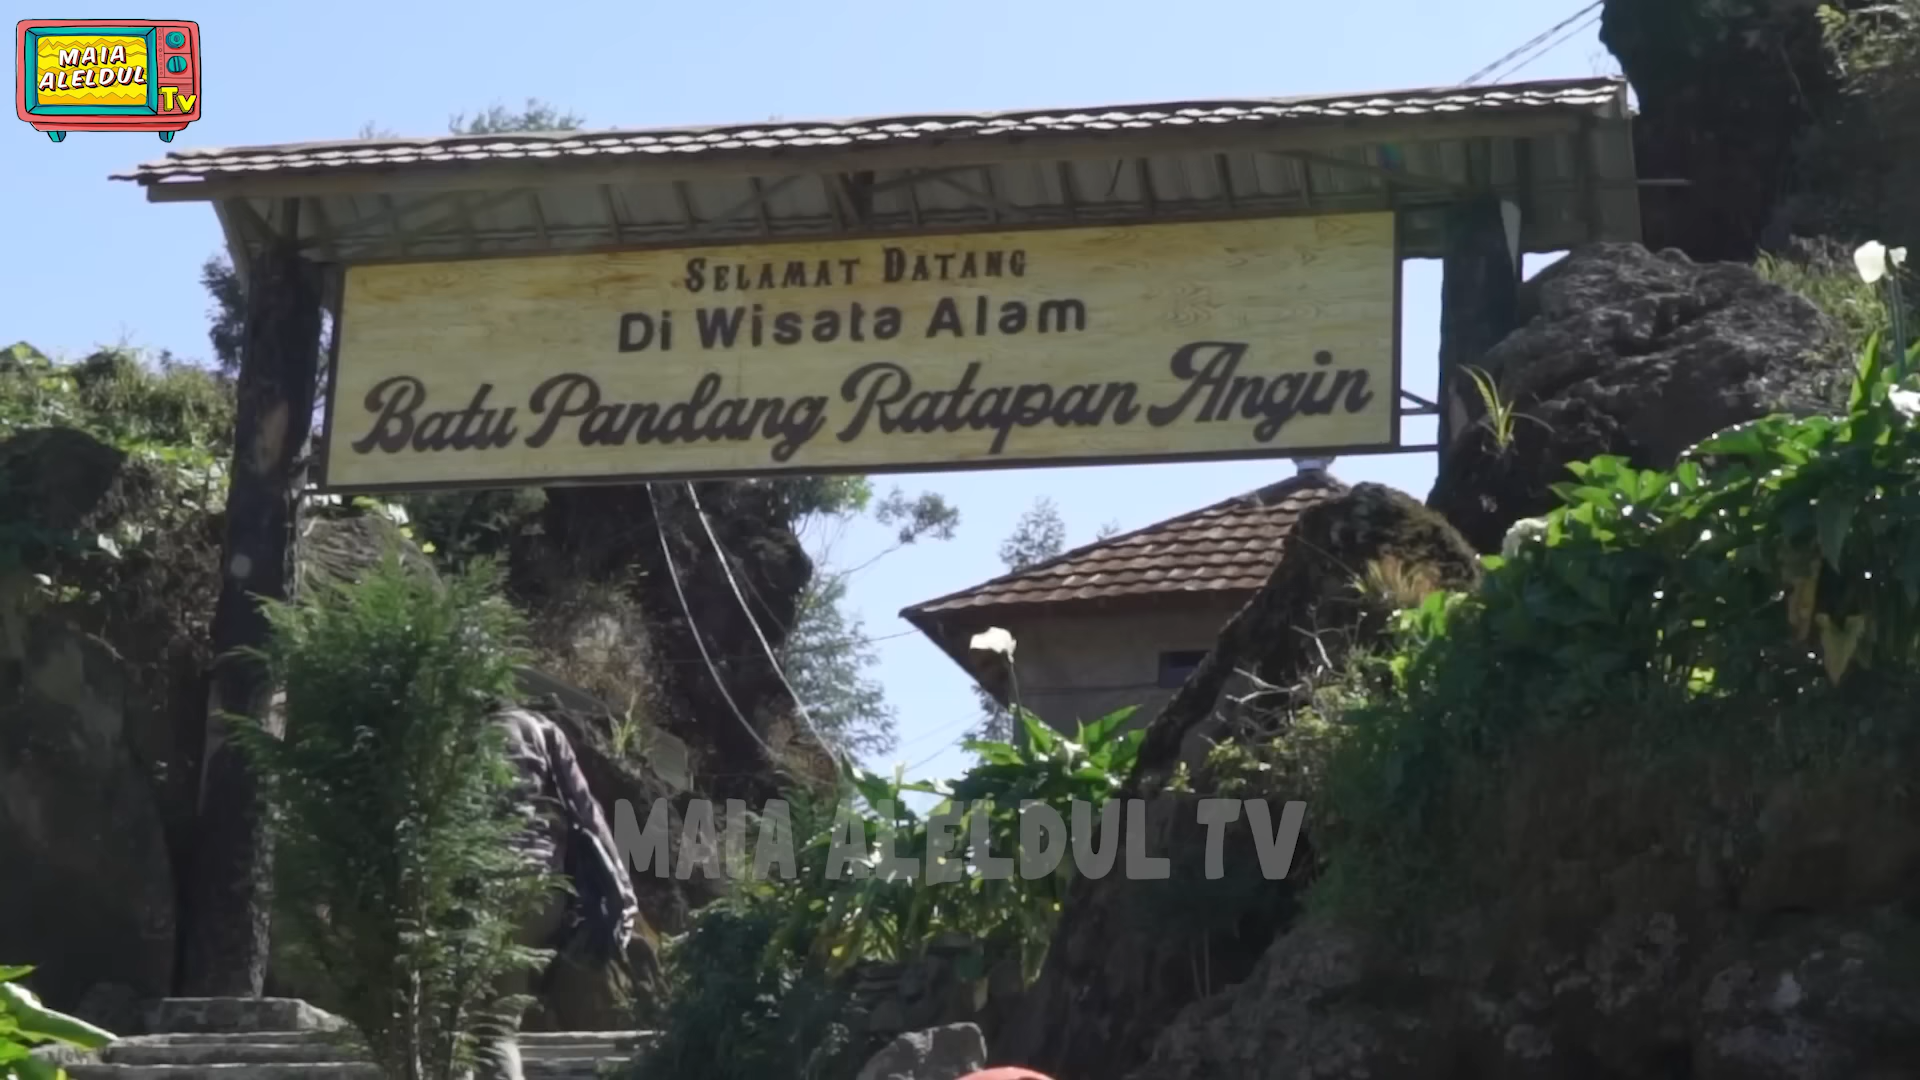 MAIA
ALELDUL
TV
SELAMAT DATANG
Di Wisata Alam
Batu Pandang Ratapan Angin
MAIA ALELDUL TV